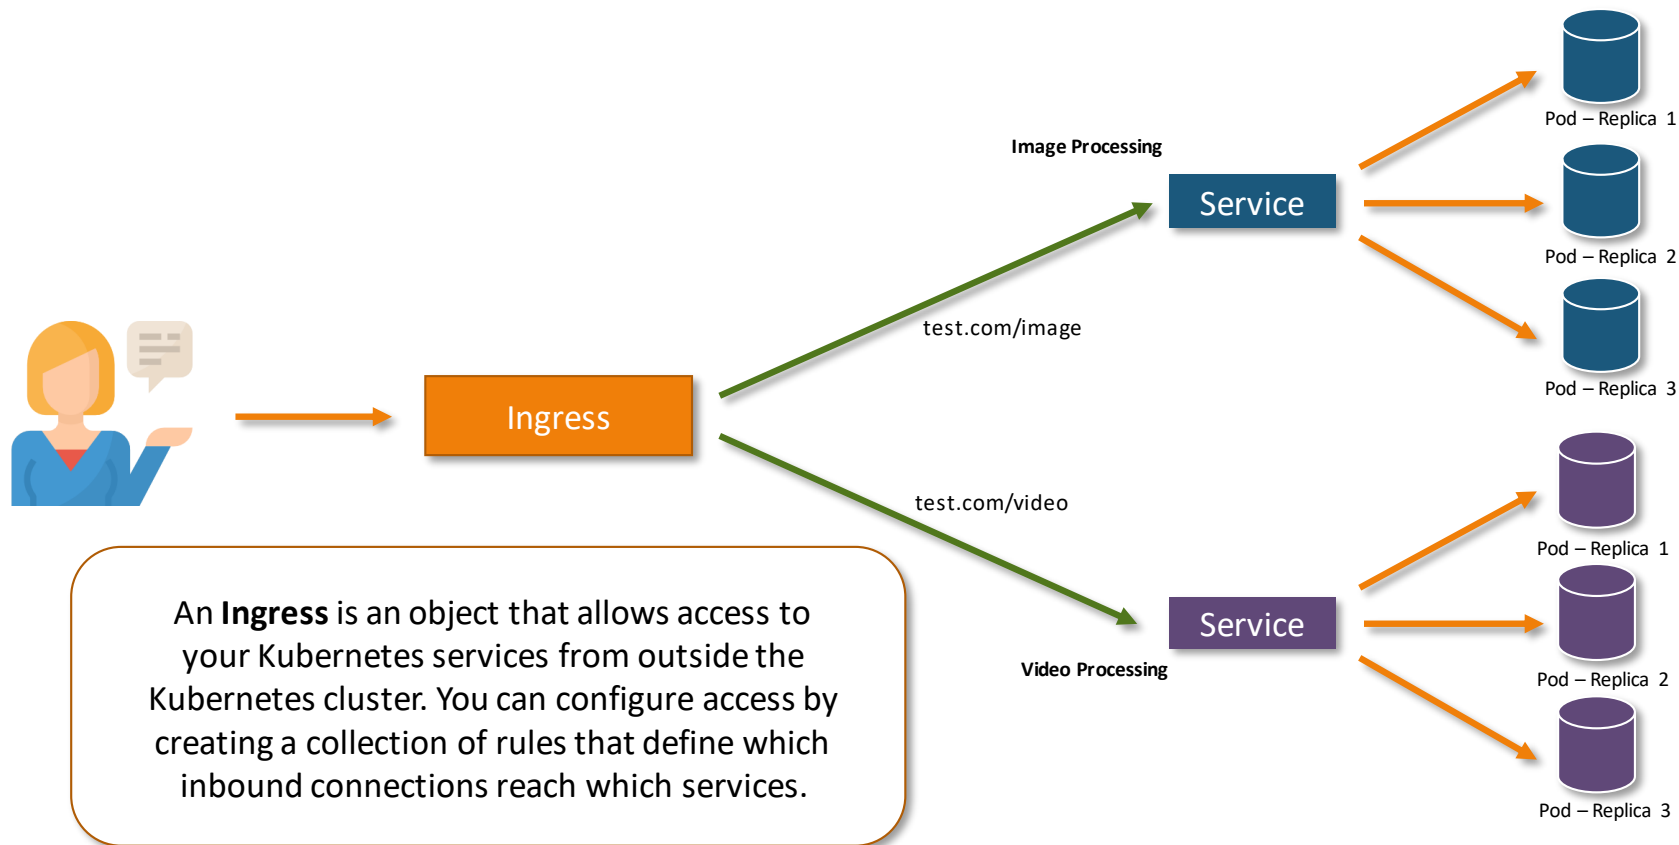 Pod – Replica 1
Image Processing
Service
Pod – Replica 2
test.com/image
Pod – Replica 3
Ingress
test.com/video
Pod – Replica 1
Service
Video Processing
Pod – Replica 2
Pod – Replica 3
An Ingress is an object that allows access to
your Kubernetes services from outside the
Kubernetes cluster. You can configure access by
creating a collection of rules that define which
inbound connections reach which services.